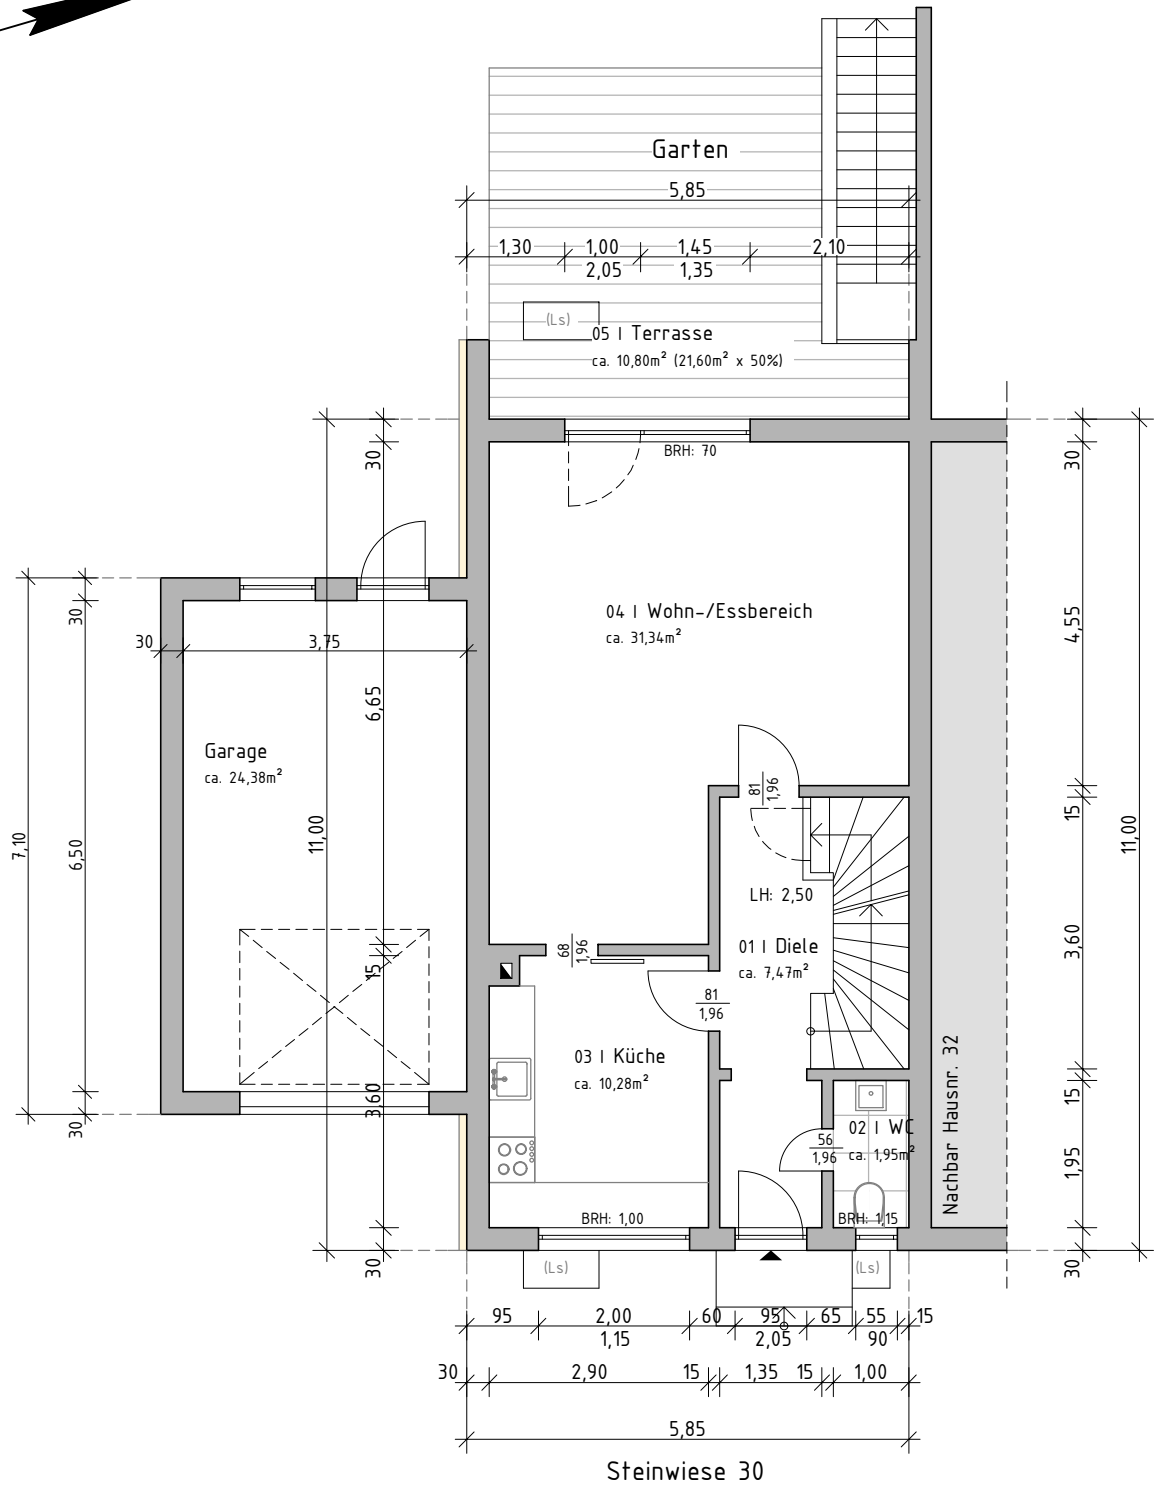 Garten
5,85
1,30 1,00 1,45 2,10
2,05 1,35
(Ls)
05 | Terrasse
ca. 10,80m² (21,60m² x 50%)
BRH: 70
30
30
30
30 3,75
04 | Wohn-/Essbereich
ca. 31,34m²
4,55
6,65
Garage
ca. 24,38m²
81
1,96
15
7,10
6,50
11,00
11,00
LH: 2,50
01 | Diele
ca. 7,47m²
3,60
68
1,96
15
81
1,96
03 | Küche
ca. 10,28m²
Nachbar Hausnr. 32
3,60
15
30
02 | WC
ca. 1,95m²
56
1,96
1,95
BRH: 1,00
BRH: 1,15
30
30
(Ls)
(Ls)
95 2,00 60 95 65 55 15
1,15 2,05 90
30 2,90 15 1,35 15 1,00
5,85
Steinwiese 30